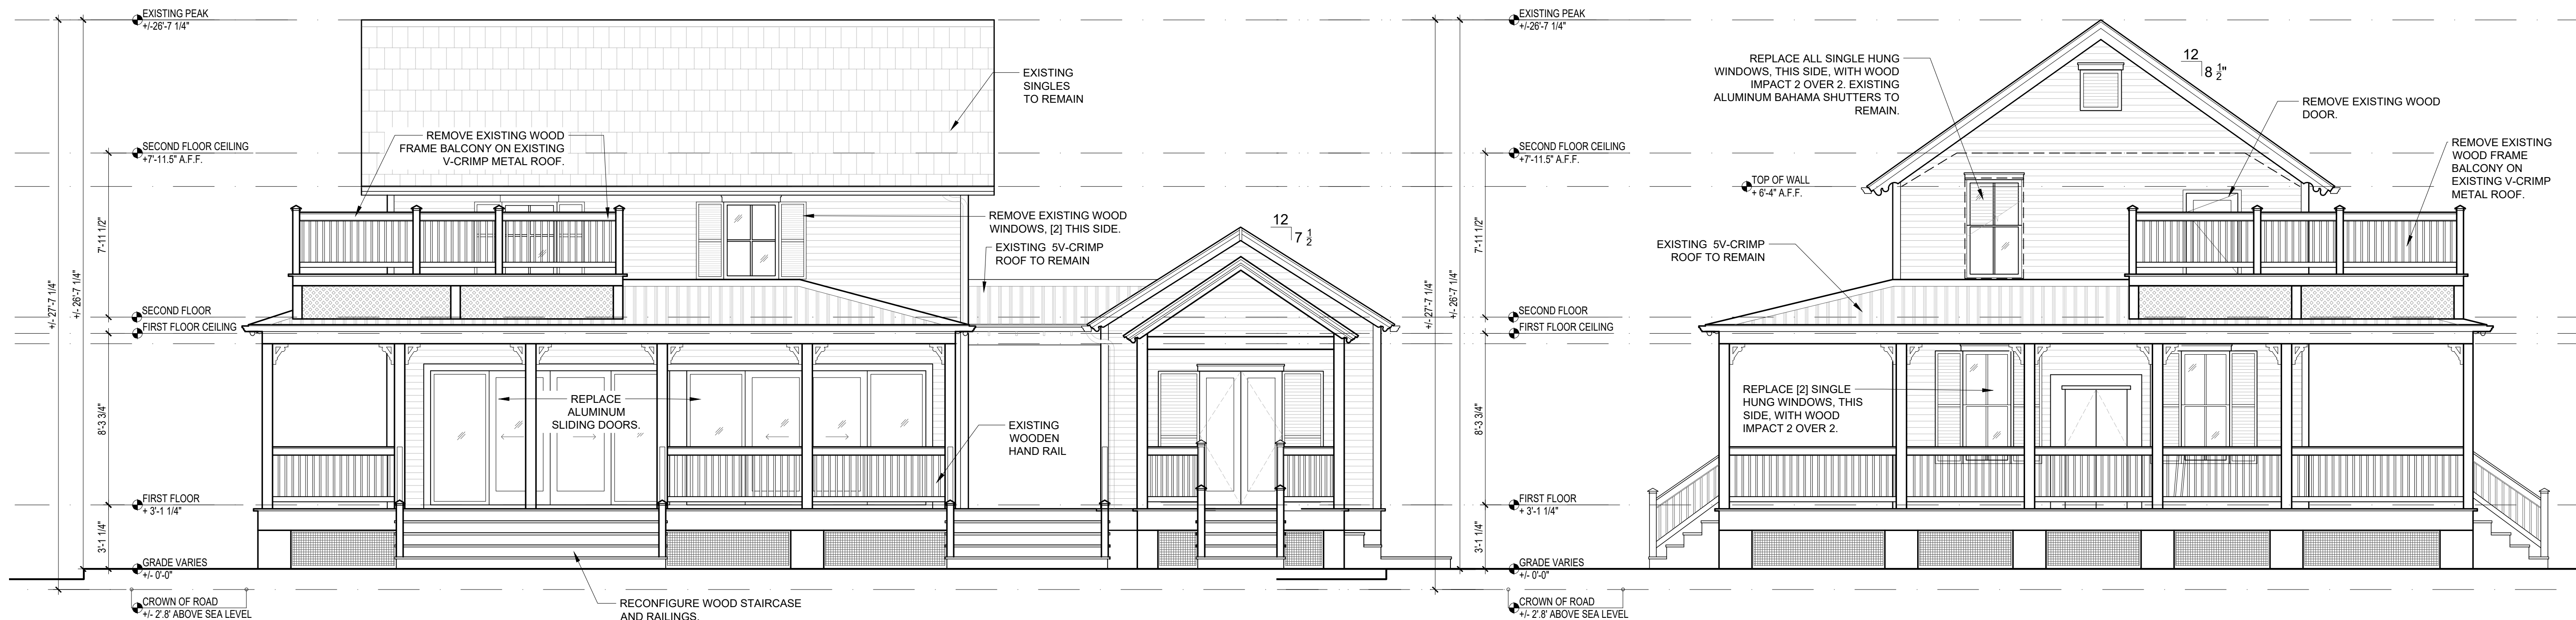 EXISTING PEAK
+/-26'-7 1/4"
SECOND FLOOR CEILING
+7'-11.5" A.F.F.
SECOND FLOOR
FIRST FLOOR CEILING
FIRST FLOOR
+ 3'-1 1/4"
GRADE VARIES
+/- 0'-0"
CROWN OF ROAD
+/- 2'.8' ABOVE SEA LEVEL
+/- 27'-7 1/4"
+/- 26'-7 1/4"
7'-11 1/2"
8'-3 3/4"
3'-1 1/4"
REMOVE EXISTING WOOD
FRAME BALCONY ON EXISTING
V-CRIMP METAL ROOF.
EXISTING
SINGLES
TO REMAIN
REMOVE EXISTING WOOD
WINDOWS, [2] THIS SIDE.
EXISTING 5V-CRIMP
ROOF TO REMAIN
12
7 1/2
REPLACE
ALUMINUM
SLIDING DOORS.
EXISTING
WOODEN
HAND RAIL
RECONFIGURE WOOD STAIRCASE
AND RAILINGS.
+/- 27'-7 1/4"
+/- 26'-7 1/4"
7'-11 1/2"
8'-3 3/4"
3'-1 1/4"
EXISTING PEAK
+/-26'-7 1/4"
SECOND FLOOR CEILING
+7'-11.5" A.F.F.
TOP OF WALL
+ 6'-4" A.F.F.
SECOND FLOOR
FIRST FLOOR CEILING
FIRST FLOOR
+ 3'-1 1/4"
GRADE VARIES
+/- 0'-0"
CROWN OF ROAD
+/- 2'.8' ABOVE SEA LEVEL
REPLACE ALL SINGLE HUNG
WINDOWS, THIS SIDE, WITH WOOD
IMPACT 2 OVER 2. EXISTING
ALUMINUM BAHAMA SHUTTERS TO
REMAIN.
12
8 1/2"
REMOVE EXISTING WOOD
DOOR.
REMOVE EXISTING
WOOD FRAME
BALCONY ON
EXISTING V-CRIMP
METAL ROOF.
EXISTING 5V-CRIMP
ROOF TO REMAIN
REPLACE [2] SINGLE
HUNG WINDOWS, THIS
SIDE, WITH WOOD
IMPACT 2 OVER 2.